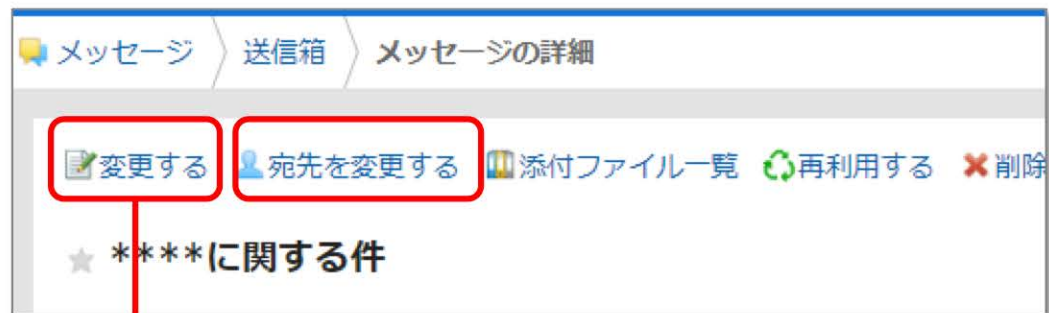 メッセージ 送信箱 メッセージの詳細
変更する 宛先を変更する 添付ファイル一覧 再利用する 削除
****に関する件